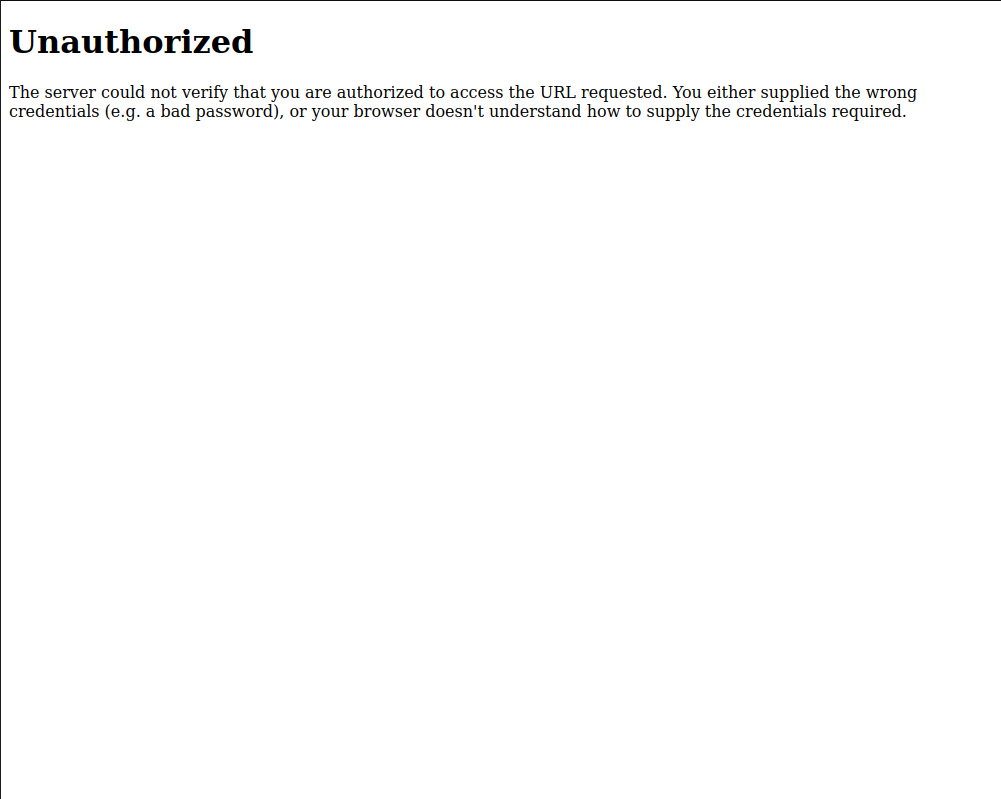 Unauthorized
The server could not verify that you are authorized to access the URL requested. You either supplied the wrong
credentials (e.g. a bad password), or your browser doesn't understand how to supply the credentials required.